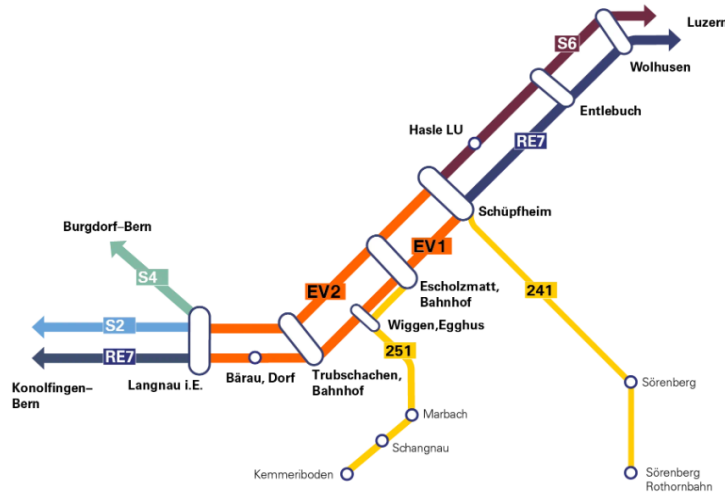 Luzern
S6
Wolhusen
Entlebuch
Hasle LU
RE7
Schüpfheim
Burgdorf–Bern
EV1
S4
EV2
Escholzmatt,
Bahnhof
241
S2
Wiggen,Egghus
RE7
251
Konolfingen–
Bern
Langnau i.E.
Bärau, Dorf
Trubschachen,
Bahnhof
Sörenberg
Marbach
Schangnau
Kemmeriboden
Sörenberg
Rothornbahn